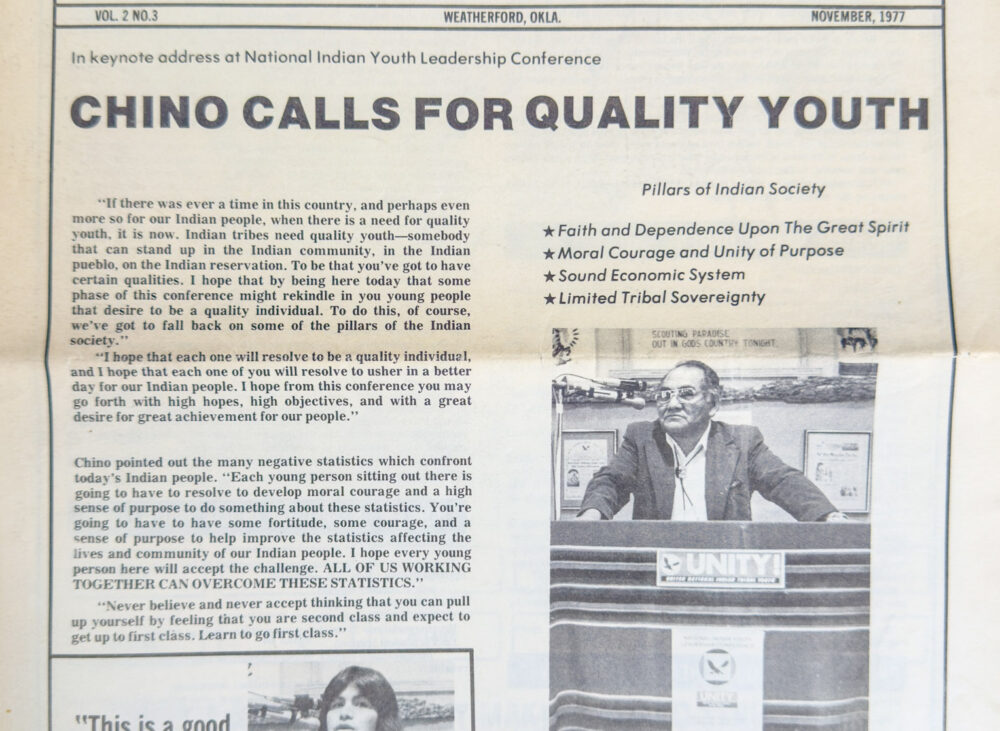 VOL. 2 NO.3 WEATHERFORD, OKLA. NOVEMBER, 1977
In keynote address at National Indian Youth Leadership Conference
CHINO CALLS FOR QUALITY YOUTH
“If there was ever a time in this country, and perhaps even
more so for our Indian people, when there is a need for quality
youth, it is now. Indian tribes need quality youth—somebody
that can stand up in the Indian community, in the Indian
pueblo, on the Indian reservation. To be that you’ve got to have
certain qualities. I hope that by being here today that some
phase of this conference might rekindle in you young people
that desire to be a quality individual. To do this, of course,
we’ve got to fall back on some of the pillars of the Indian
society.”
“I hope that each one will resolve to be a quality individual,
and I hope that each one of you will resolve to usher in a better
day for our Indian people. I hope from this conference you may
go forth with high hopes, high objectives, and with a great
desire for great achievement for our people.”
Chino pointed out the many negative statistics which confront
today’s Indian people. “Each young person sitting out there is
going to have to resolve to develop moral courage and a high
sense of purpose to do something about these statistics. You’re
going to have to have some fortitude, some courage, and a
sense of purpose to help improve the statistics affecting the
lives and community of our Indian people. I hope every young
person here will accept the challenge. ALL OF US WORKING
TOGETHER CAN OVERCOME THESE STATISTICS.”
“Never believe and never accept thinking that you can pull
up yourself by feeling that you are second class and expect to
get up to first class. Learn to go first class.”
“This is a good
Pillars of Indian Society
★ Faith and Dependence Upon The Great Spirit
★ Moral Courage and Unity of Purpose
★ Sound Economic System
★ Limited Tribal Sovereignty
SCOUTING PARADISE
OUT IN GODS COUNTRY TONIGHT
UNITY!
UNITED NATIONAL INDIAN TRIBAL YOUTH
UNITY